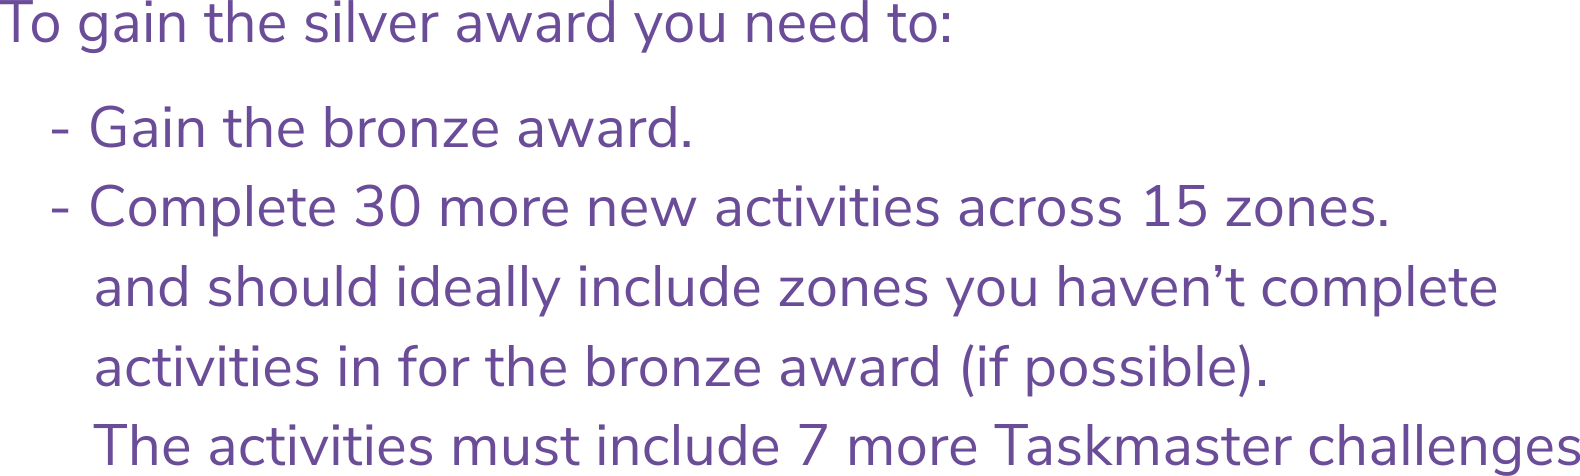 To gain the silver award you need to:
- Gain the bronze award.
- Complete 30 more new activities across 15 zones.
and should ideally include zones you haven’t complete
activities in for the bronze award (if possible).
The activities must include 7 more Taskmaster challenges